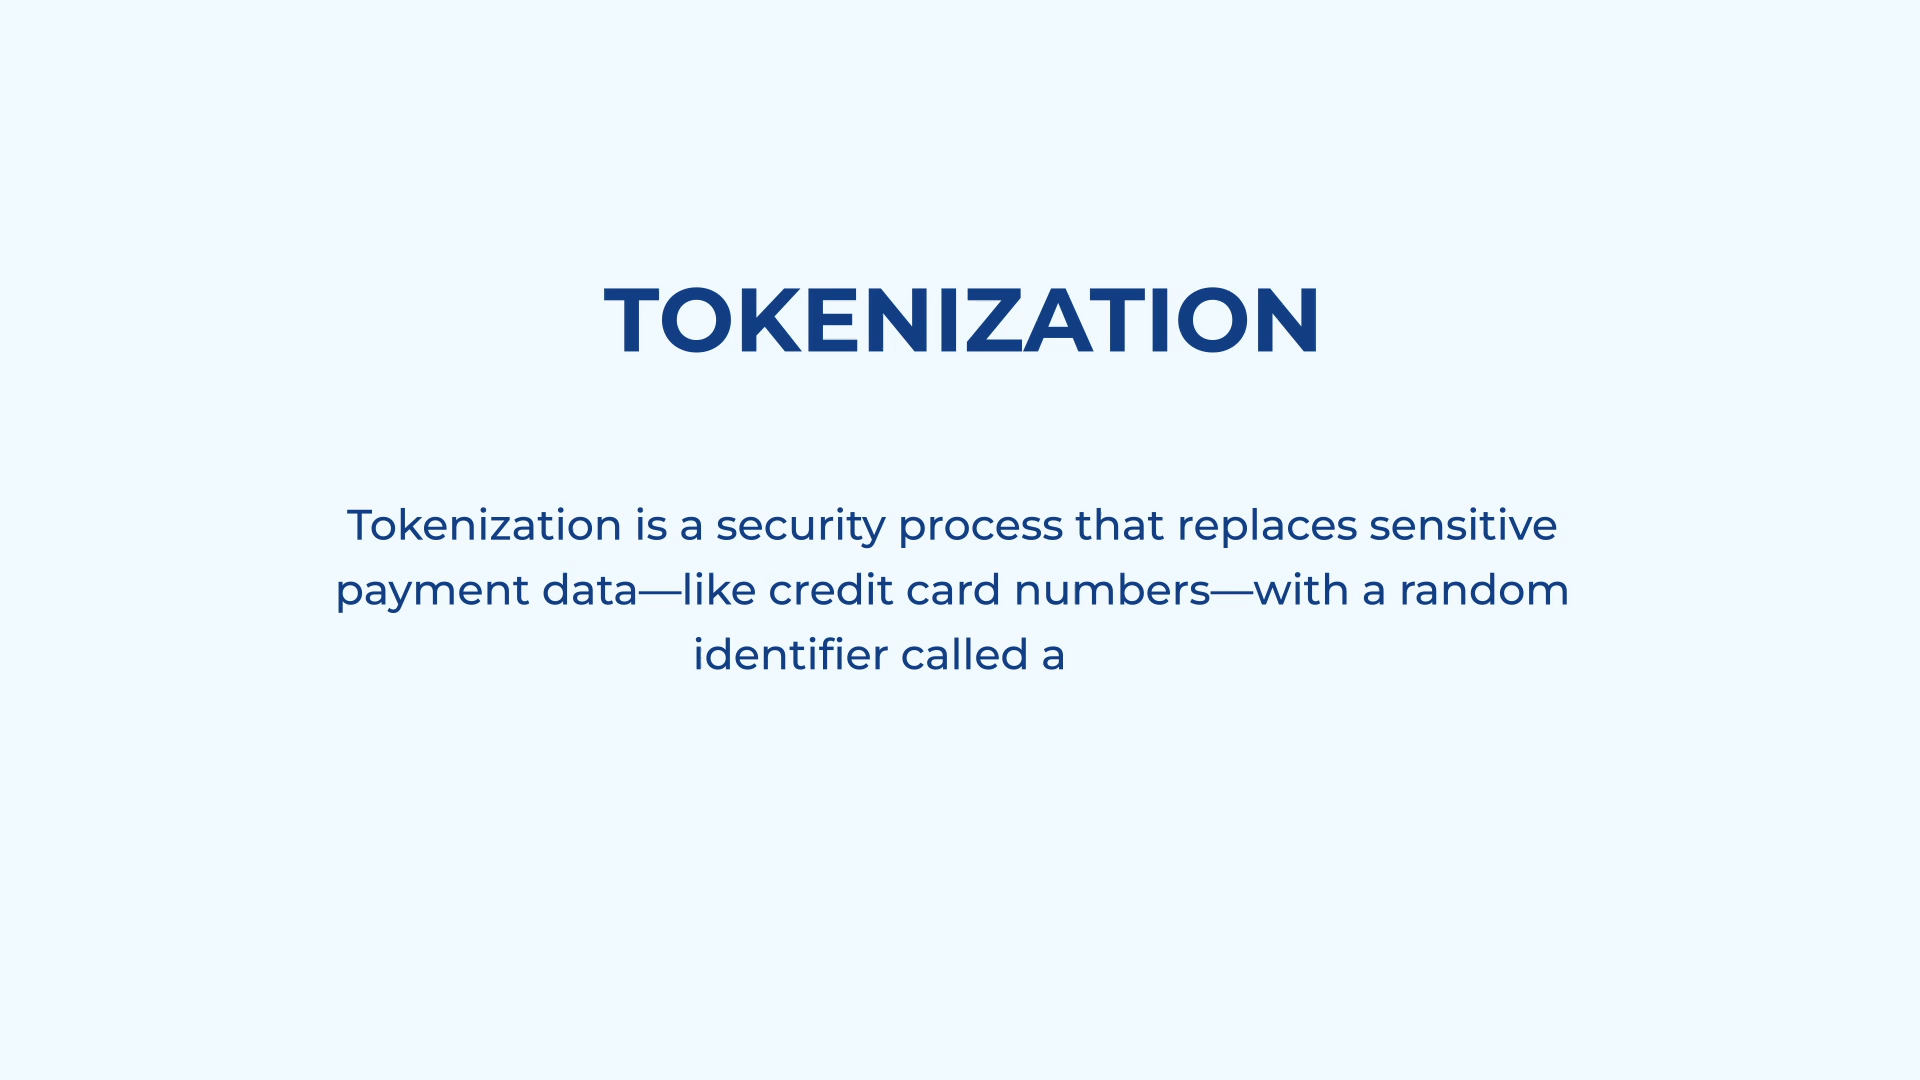 TOKENIZATION
Tokenization is a security process that replaces sensitive
payment data—like credit card numbers—with a random
identifier called a